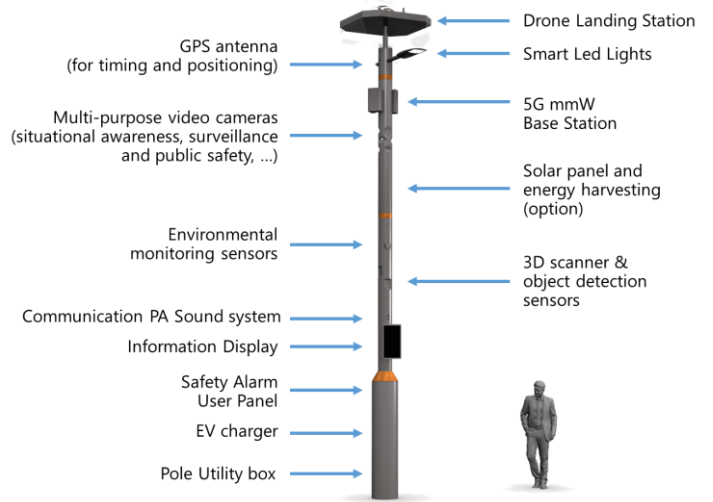 GPS antenna
(for timing and positioning)
Multi-purpose video cameras
(situational awareness, surveillance
and public safety, ...)
Environmental
monitoring sensors
Communication PA Sound system
Information Display
Safety Alarm
User Panel
EV charger
Pole Utility box
Drone Landing Station
Smart Led Lights
5G mmW
Base Station
Solar panel and
energy harvesting
(option)
3D scanner &
object detection
sensors